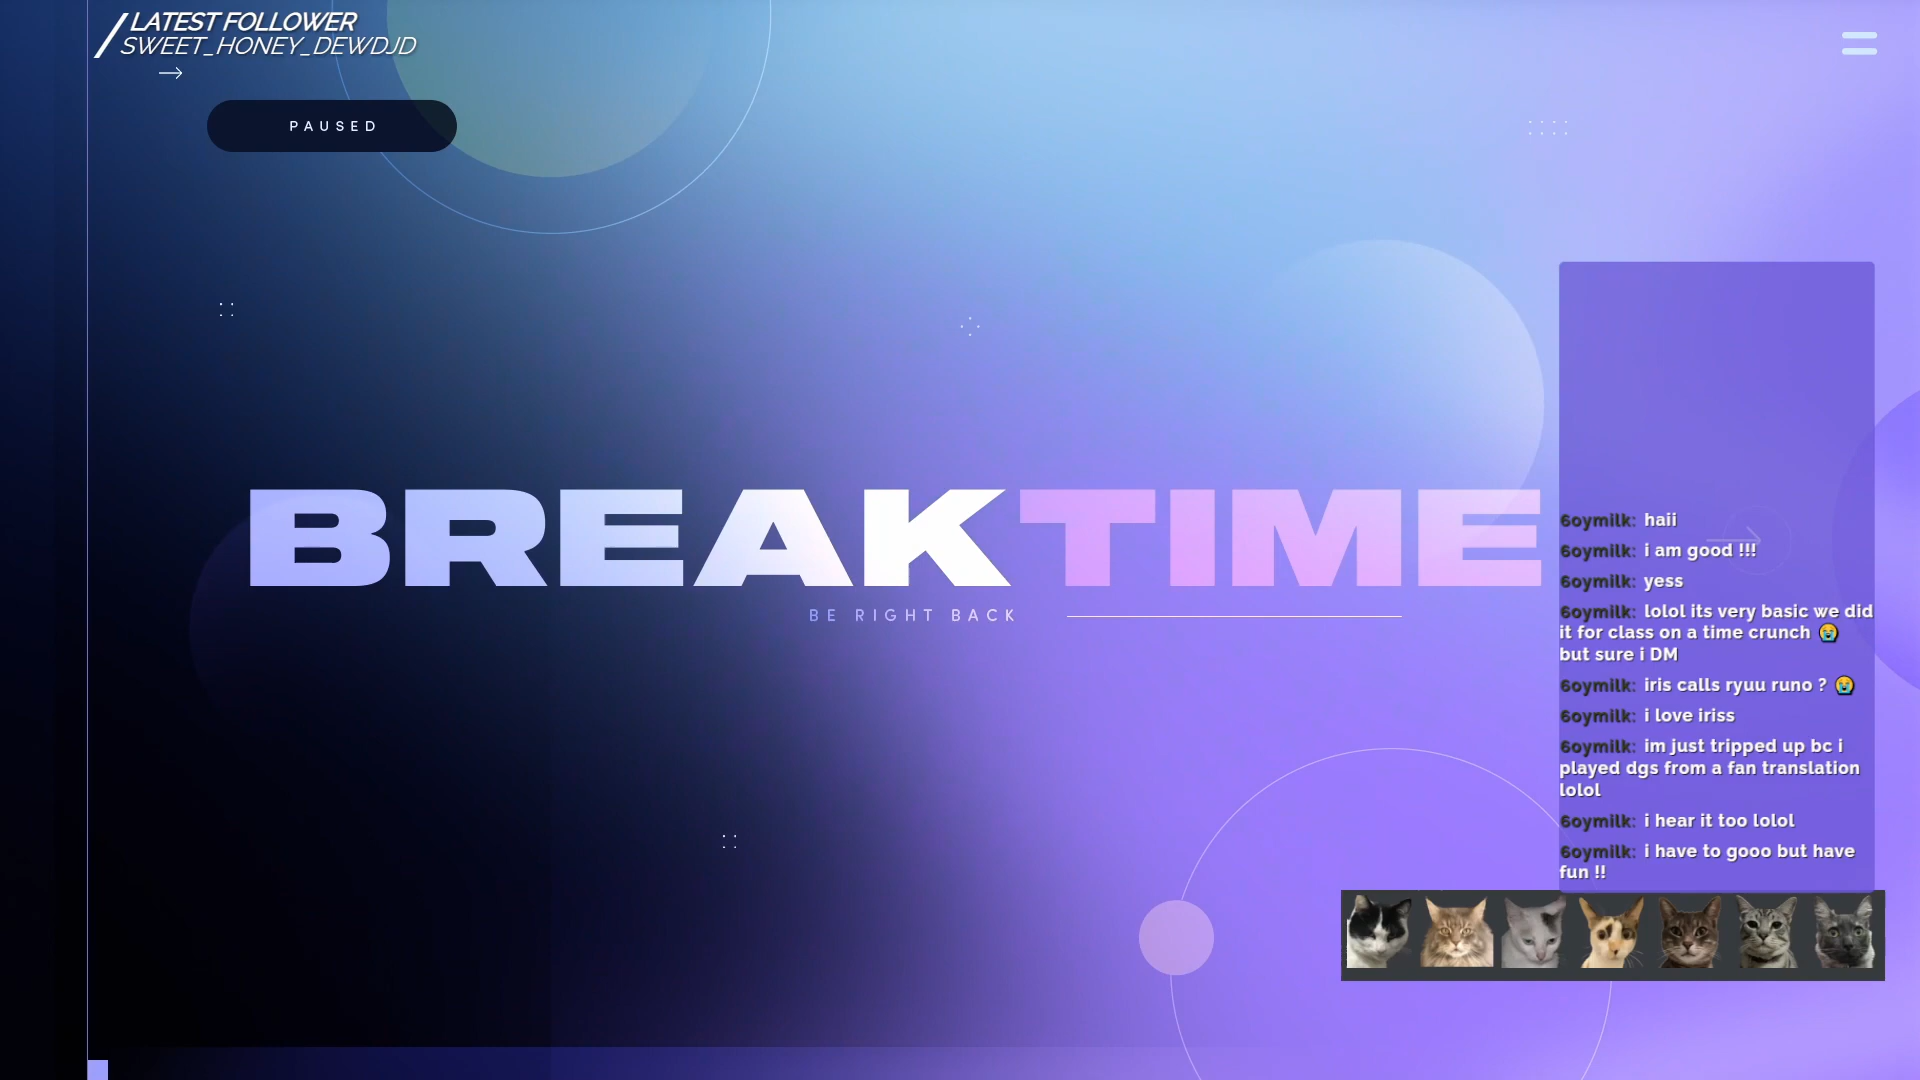 LATEST FOLLOWER
SWEET_HONEY_DEWDJD
PAUSED
BREAKTIME
BE RIGHT BACK
6oymilk: haii
6oymilk: i am good !!!
6oymilk: yess
6oymilk: lolol its very basic we did
it for class on a time crunch 😭
but sure i DM
6oymilk: iris calls ryuu runo ? 😭
6oymilk: i love iriss
6oymilk: im just tripped up bc i
played dgs from a fan translation
lolol
6oymilk: i hear it too lolol
6oymilk: i have to gooo but have
fun !!